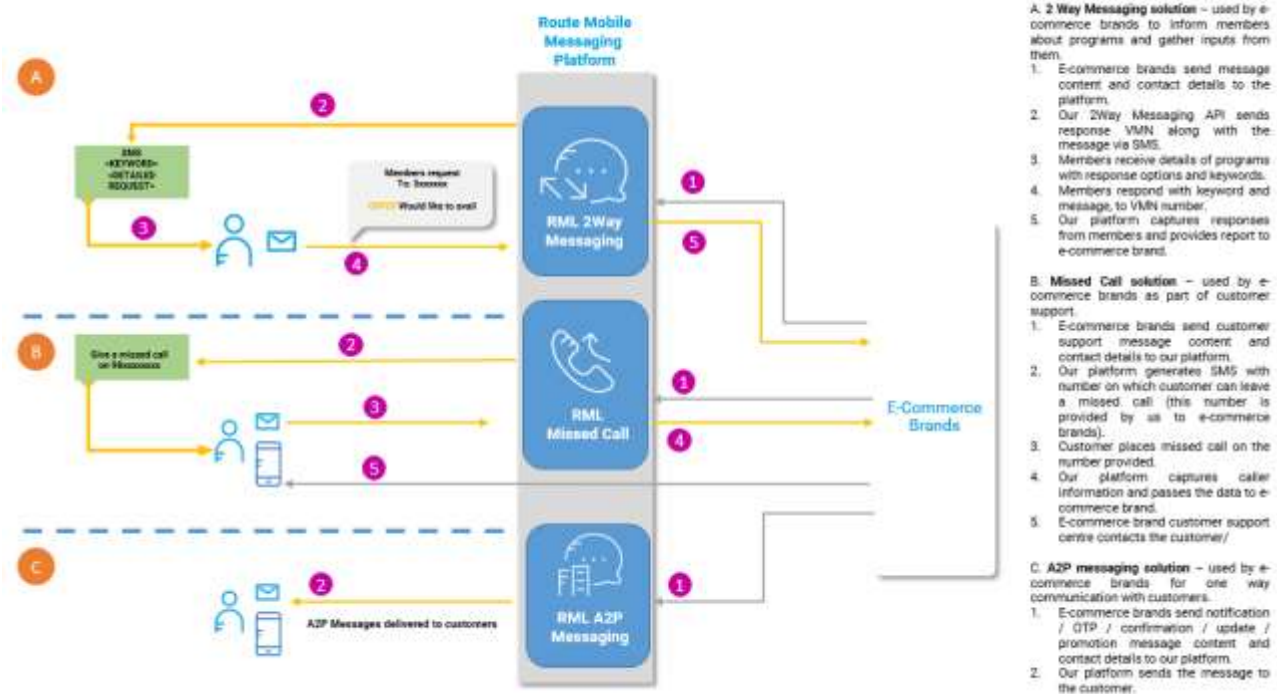 Route Mobile
Messaging
Platform
A
2
SMS
<KEYWORD>
<DETAILED
REQUEST>
3
Members request
To:
Would like to avail
4
RML 2Way
Messaging
1
5
B
Give a missed call
on
2
3
5
RML
Missed Call
1
4
E-Commerce
Brands
C
2
A2P Messages delivered to customers
RML A2P
Messaging
1
A. 2 Way Messaging solution – used by e-
commerce brands to inform members
about programs and gather inputs from
them.
1. E-commerce brands send message
content and contact details to the
platform.
2. Our 2Way Messaging API sends
response VMN along with the
message via SMS.
3. Members receive details of programs
with response options and keywords.
4. Members respond with keyword and
message, to VMN number.
5. Our platform captures responses
from members and provides report to
e-commerce brand.
B. Missed Call solution – used by e-
commerce brands as part of customer
support.
1. E-commerce brands send customer
support message content and
contact details to our platform.
2. Our platform generates SMS with
number on which customer can leave
a missed call (this number is
provided by us to e-commerce
brands).
3. Customer places missed call on the
number provided.
4. Our platform captures caller
information and passes the data to e-
commerce brand.
5. E-commerce brand customer support
centre contacts the customer/
C. A2P messaging solution – used by e-
commerce brands for one way
communication with customers.
1. E-commerce brands send notification
/ OTP / confirmation / update /
promotion message content and
contact details to our platform.
2. Our platform sends the message to
the customer.